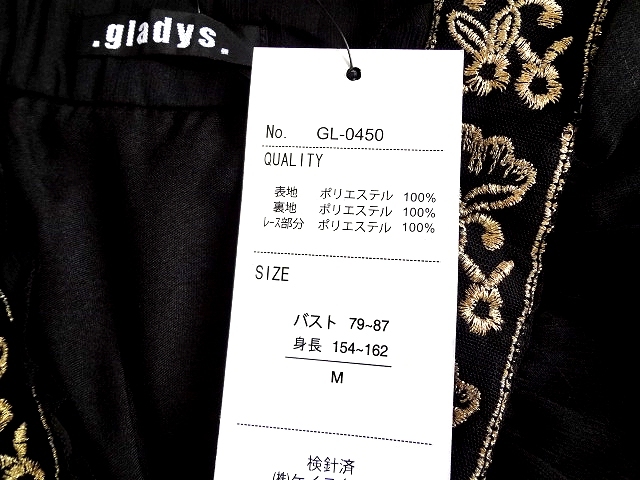 .gladys.
No. GL-0450
QUALITY
表地 ポリエステル 100%
裏地 ポリエステル 100%
ﾚｰｽ部分 ポリエステル 100%
SIZE
バスト 79~87
身長 154~162
M
検針済